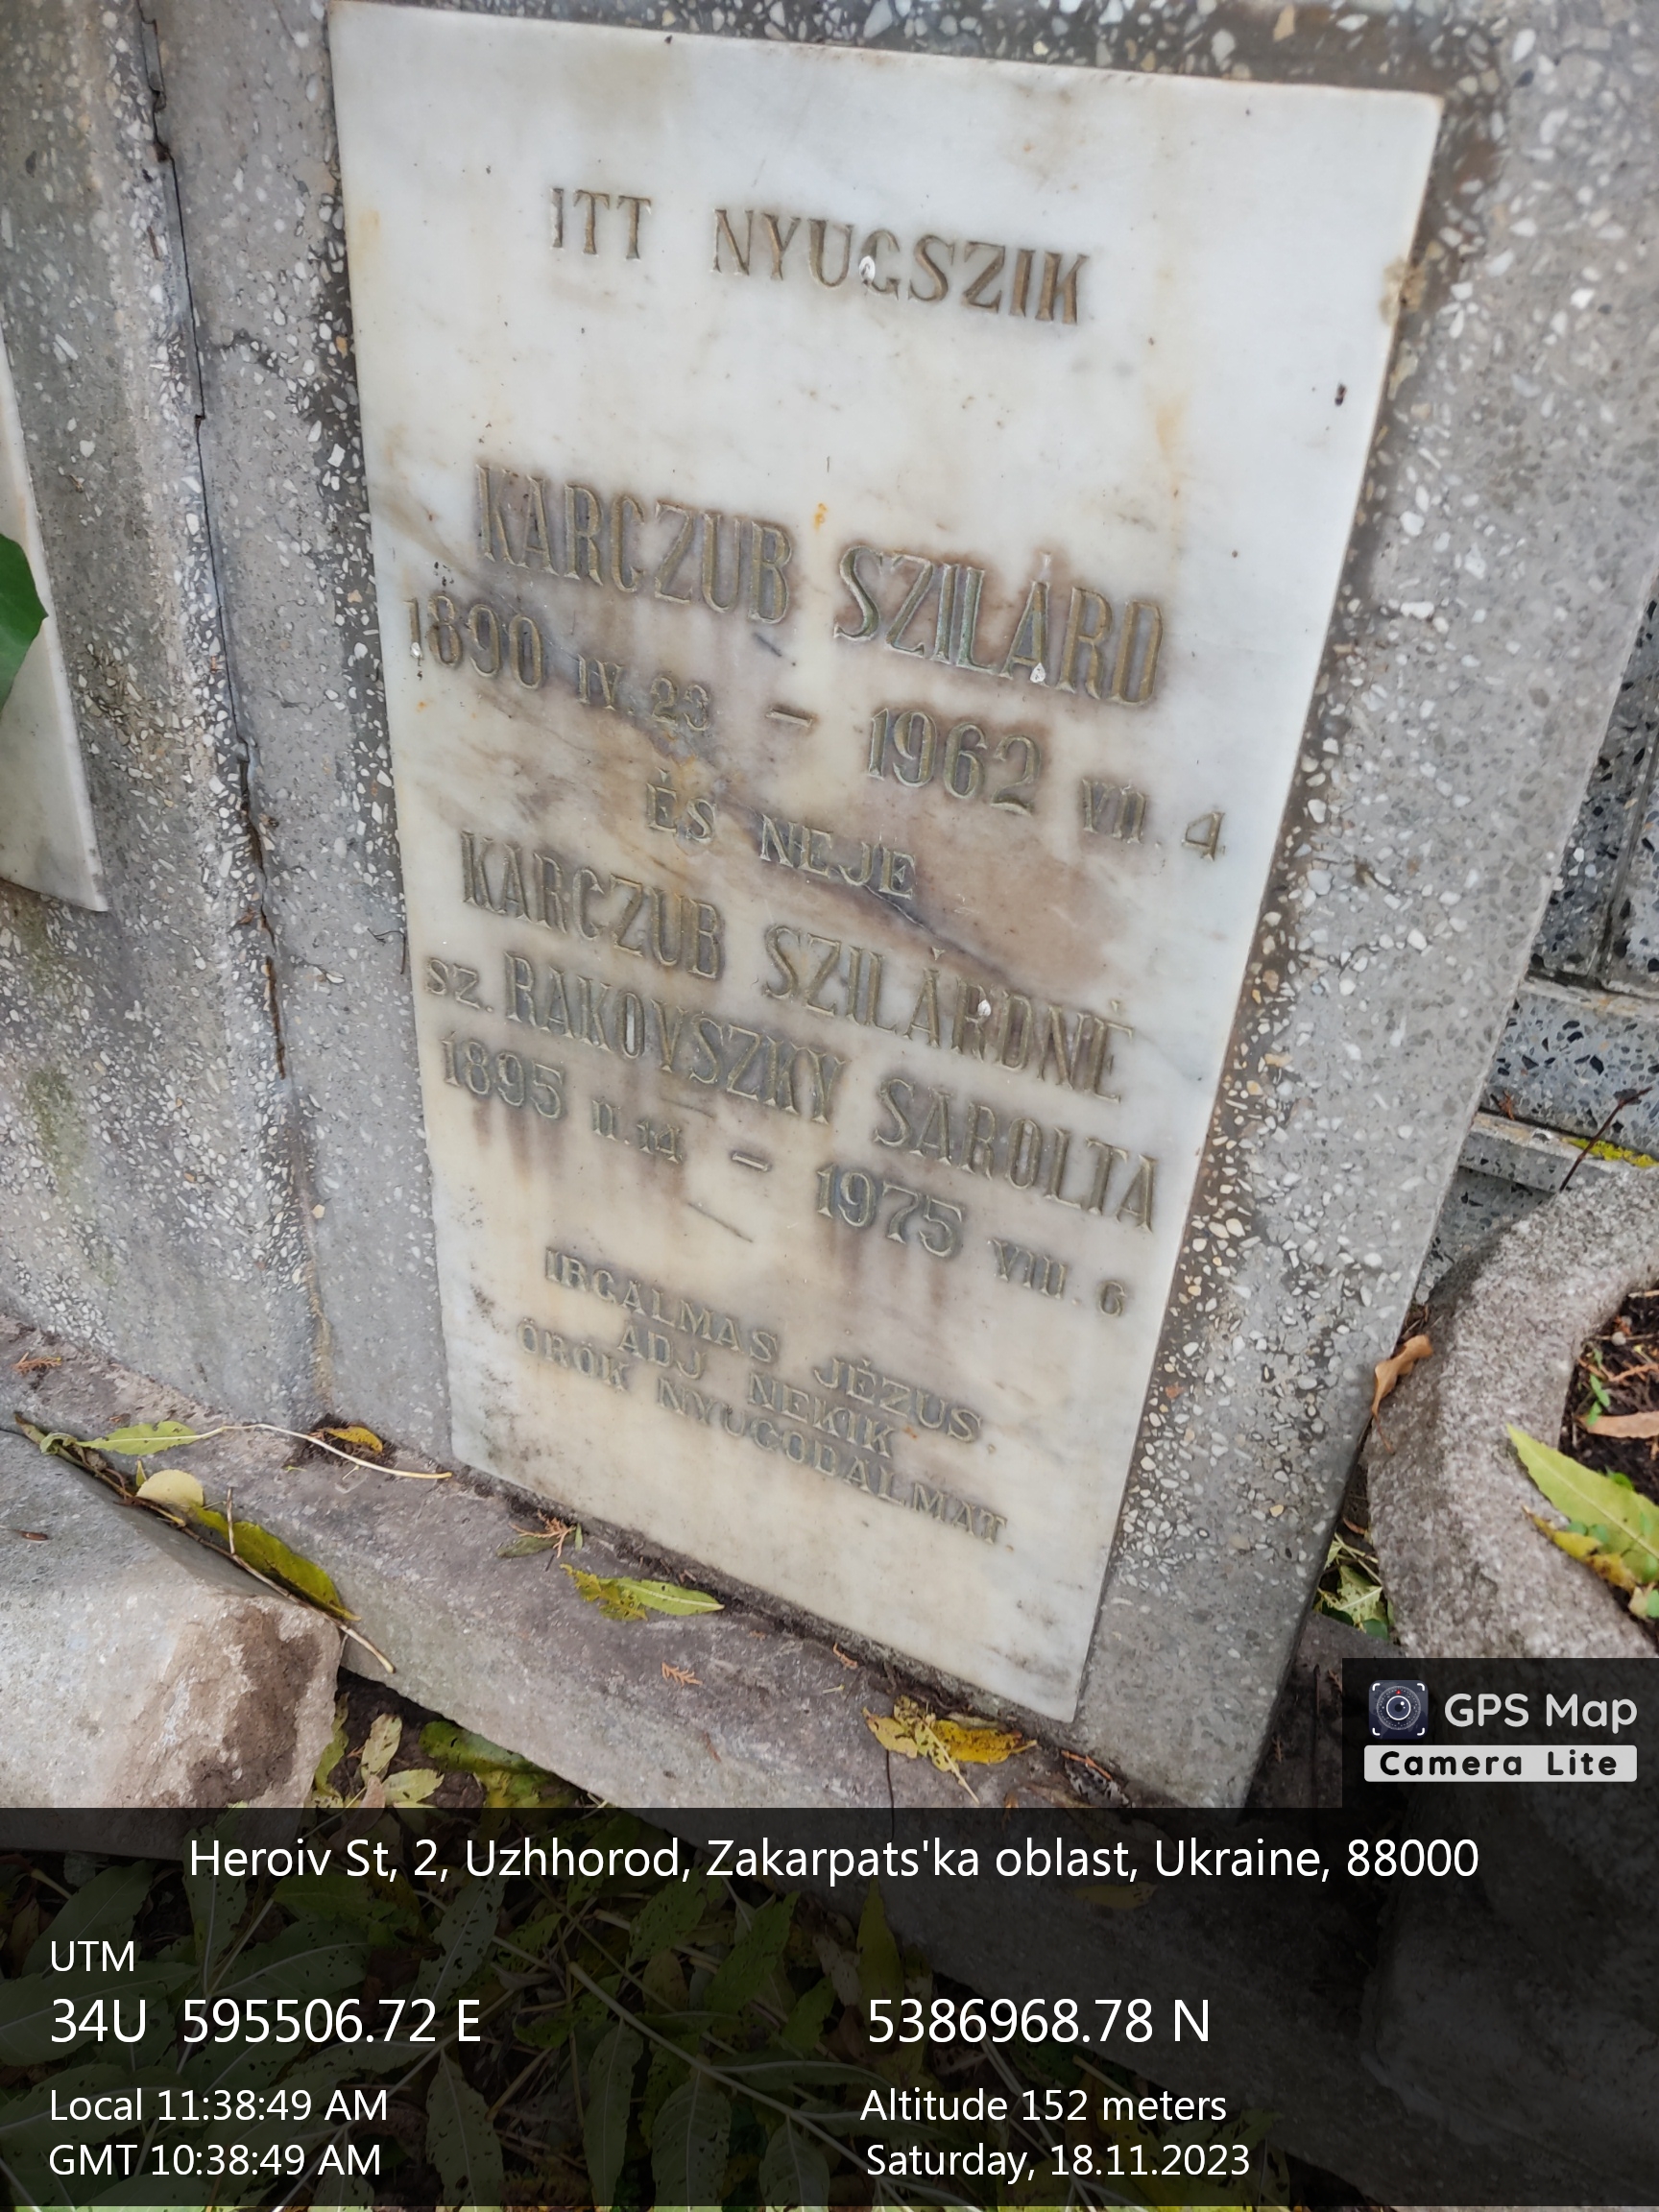 ITT NYUGSZIK
KARCZUB SZILÁRD
1890 IV. 23 – 1962 VII. 4
ÉS NEJE
KARCZUB SZILÁRDNÉ
SZ. RAKOVSZKY SAROLTA
1895 II. 14 – 1975 VIII. 6
IRGALMAS JÉZUS,
ADJ NEKIK
ÖRÖK NYUGODALMAT.
GPS Map
Camera Lite
Heroiv St, 2, Uzhhorod, Zakarpats'ka oblast, Ukraine, 88000
UTM
34U 595506.72 E 5386968.78 N
Local 11:38:49 AM Altitude 152 meters
GMT 10:38:49 AM Saturday, 18.11.2023